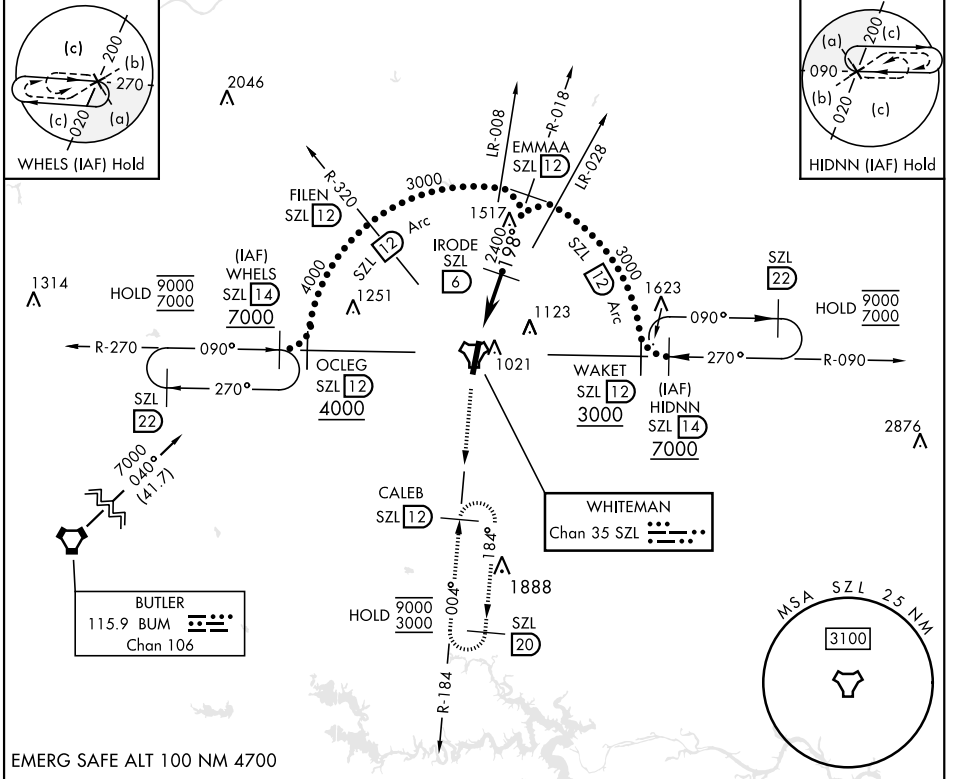 (c)
200
(b)
270
(a)
020
(c)
WHELS (IAF) Hold
(a)
(c)
200
090
(b)
020
(c)
HIDNN (IAF) Hold
2046
1314
LR-008
R-018
EMMAA
SZL 12
LR-028
R-320
FILEN
SZL 12
3000
4000
SZL 12 Arc
1517
2400
198°
IRODE
SZL
6
3000
SZL 12 Arc
(IAF)
WHELS
SZL 14
7000
HOLD 9000
7000
1251
1123
1021
1623
SZL
22
HOLD 9000
7000
090°
270°
R-090
R-270
090°
270°
SZL
22
OCLEG
SZL 12
4000
WAKET
SZL 12
3000
(IAF)
HIDNN
SZL 14
7000
2876
7000
040°
(41.7)
CALEB
SZL 12
WHITEMAN
Chan 35 SZL
184°
004°
1888
HOLD 9000
3000
SZL
20
R-184
BUTLER
115.9 BUM
Chan 106
MSA SZL 25 NM
3100
EMERG SAFE ALT 100 NM 4700